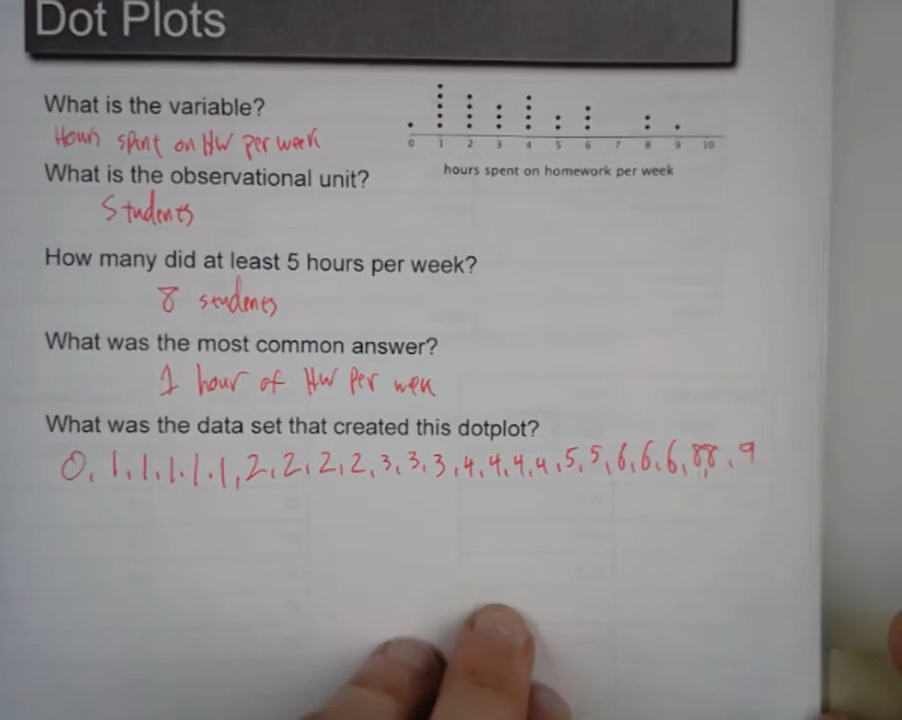 Dot Plots
What is the variable?
Hours spent on HW per week
0 1 2 3 4 5 6 7 8 9 10
hours spent on homework per week
What is the observational unit?
Students
How many did at least 5 hours per week?
8 students
What was the most common answer?
1 hour of HW Per wek
What was the data set that created this dotplot?
0, 1, 1, 1, 1, 1, 2, 2, 2, 2, 3, 3, 3, 4, 4, 4, 4, 5, 5, 6, 6, 6, 8, 8, 9